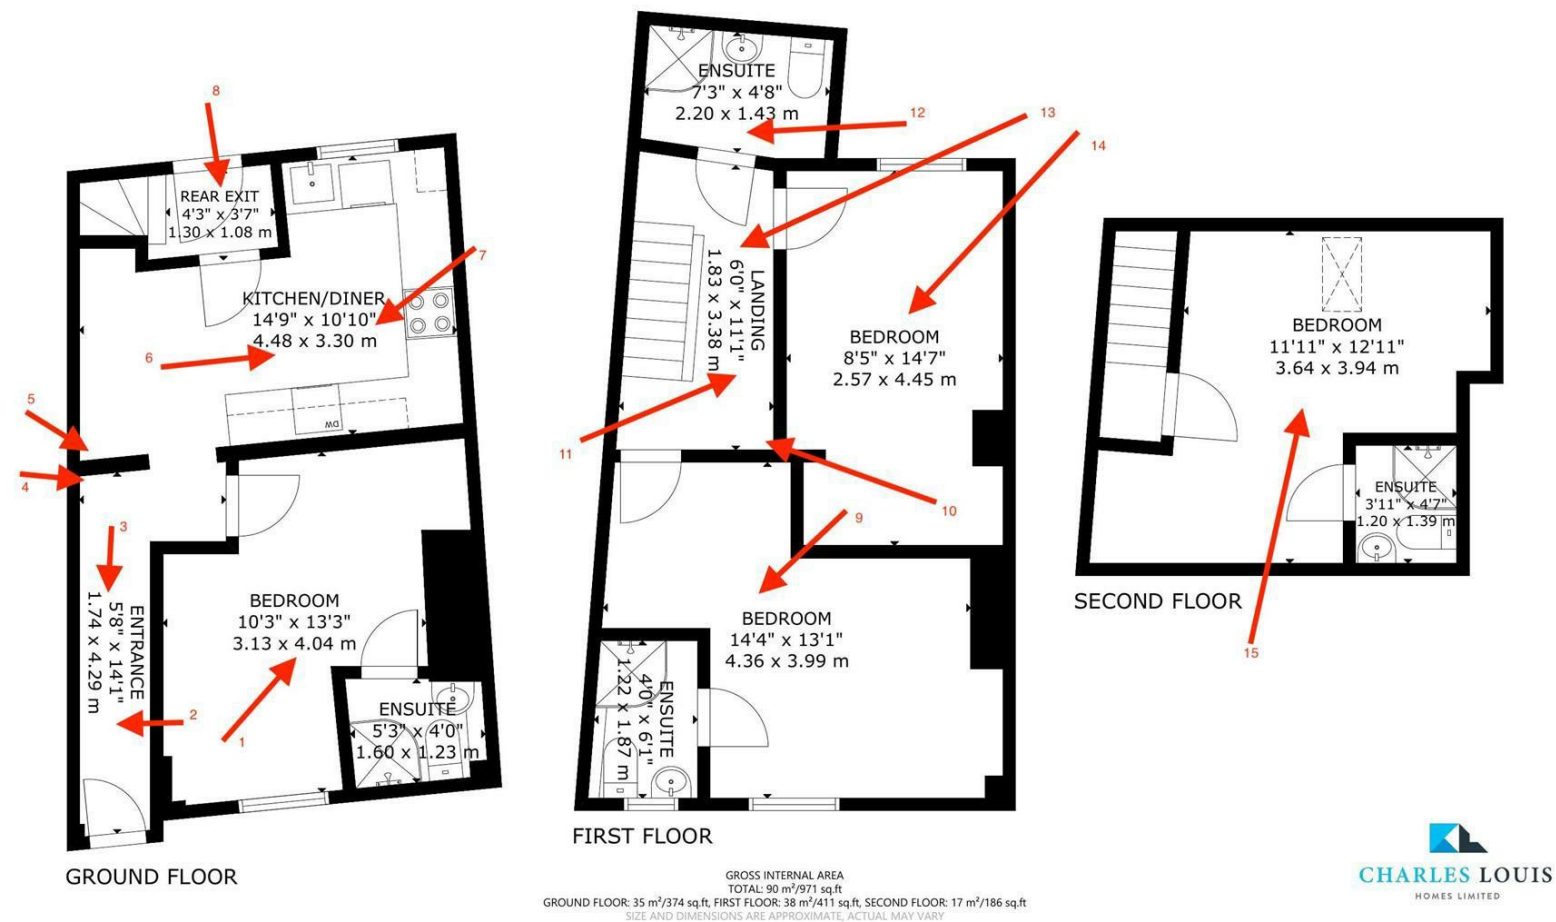 8
REAR EXIT
4'3" x 3'7"
1.30 x 1.08 m
7
KITCHEN/DINER
14'9" x 10'10"
4.48 x 3.30 m
6
5
4
DW
3
ENTRANCE
5'8" x 14'1"
1.74 x 4.29 m
2
BEDROOM
10'3" x 13'3"
3.13 x 4.04 m
1
ENSUITE
5'3" x 4'0"
1.60 x 1.23 m
GROUND FLOOR
ENSUITE
7'3" x 4'8"
2.20 x 1.43 m
12
13
14
LANDING
6'0" x 11'1"
1.83 x 3.38 m
BEDROOM
8'5" x 14'7"
2.57 x 4.45 m
11
10
9
BEDROOM
14'4" x 13'1"
4.36 x 3.99 m
ENSUITE
4'0" x 6'1"
1.22 x 1.87 m
FIRST FLOOR
BEDROOM
11'11" x 12'11"
3.64 x 3.94 m
ENSUITE
3'11" x 4'7"
1.20 x 1.39 m
SECOND FLOOR
15
GROSS INTERNAL AREA
TOTAL: 90 m²/971 sq.ft
GROUND FLOOR: 35 m²/374 sq.ft, FIRST FLOOR: 38 m²/411 sq.ft, SECOND FLOOR: 17 m²/186 sq.ft
SIZE AND DIMENSIONS ARE APPROXIMATE, ACTUAL MAY VARY
CHARLES LOUIS
HOMES LIMITED